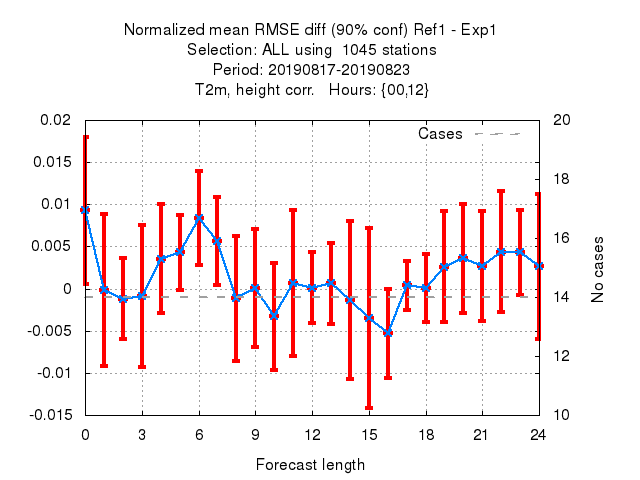 Normalized mean RMSE diff (90% conf) Ref1 - Exp1
Selection: ALL using  1045 stations
Period: 20190817-20190823
T2m, height corr.   Hours: {00,12}
Cases
0.02
0.015
0.01
0.005
0
-0.005
-0.01
-0.015
20
18
16
14
12
10
No cases
0 3 6 9 12 15 18 21 24
Forecast length